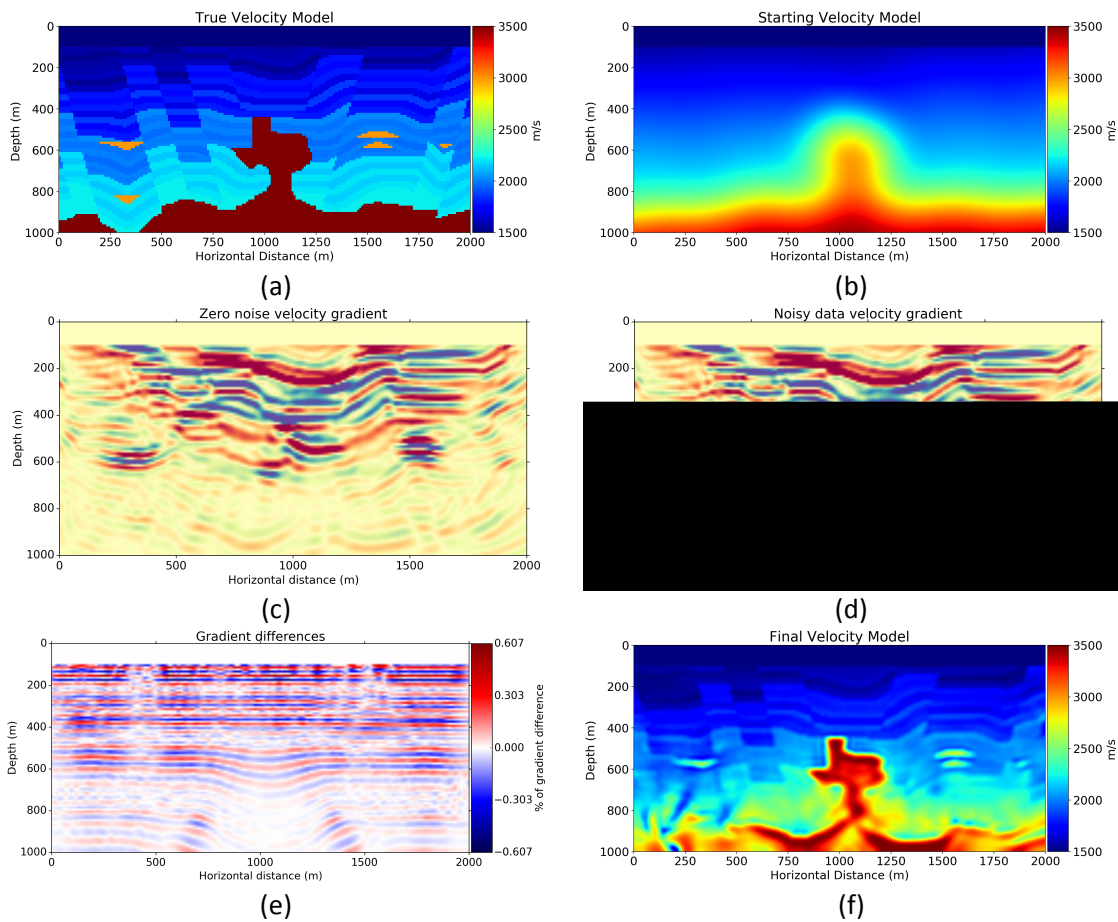 True Velocity Model
0
200
400
600
800
1000
Depth (m)
0 250 500 750 1000 1250 1500 1750 2000
Horizontal Distance (m)
3500
3000
2500
2000
1500
m/s
(a)
Starting Velocity Model
0
200
400
600
800
1000
Depth (m)
0 250 500 750 1000 1250 1500 1750 2000
Horizontal Distance (m)
3500
3000
2500
2000
1500
m/s
(b)
Zero noise velocity gradient
0
200
400
600
800
1000
Depth (m)
0 500 1000 1500 2000
Horizontal distance (m)
(c)
Noisy data velocity gradient
0
200
(d)
Gradient differences
0
200
400
600
800
1000
Depth (m)
0 500 1000 1500 2000
Horizontal distance (m)
0.607
0.303
0.000
−0.303
−0.607
% of gradient difference
(e)
Final Velocity Model
0
200
400
600
800
1000
Depth (m)
0 250 500 750 1000 1250 1500 1750 2000
Horizontal Distance (m)
3500
3000
2500
2000
1500
m/s
(f)